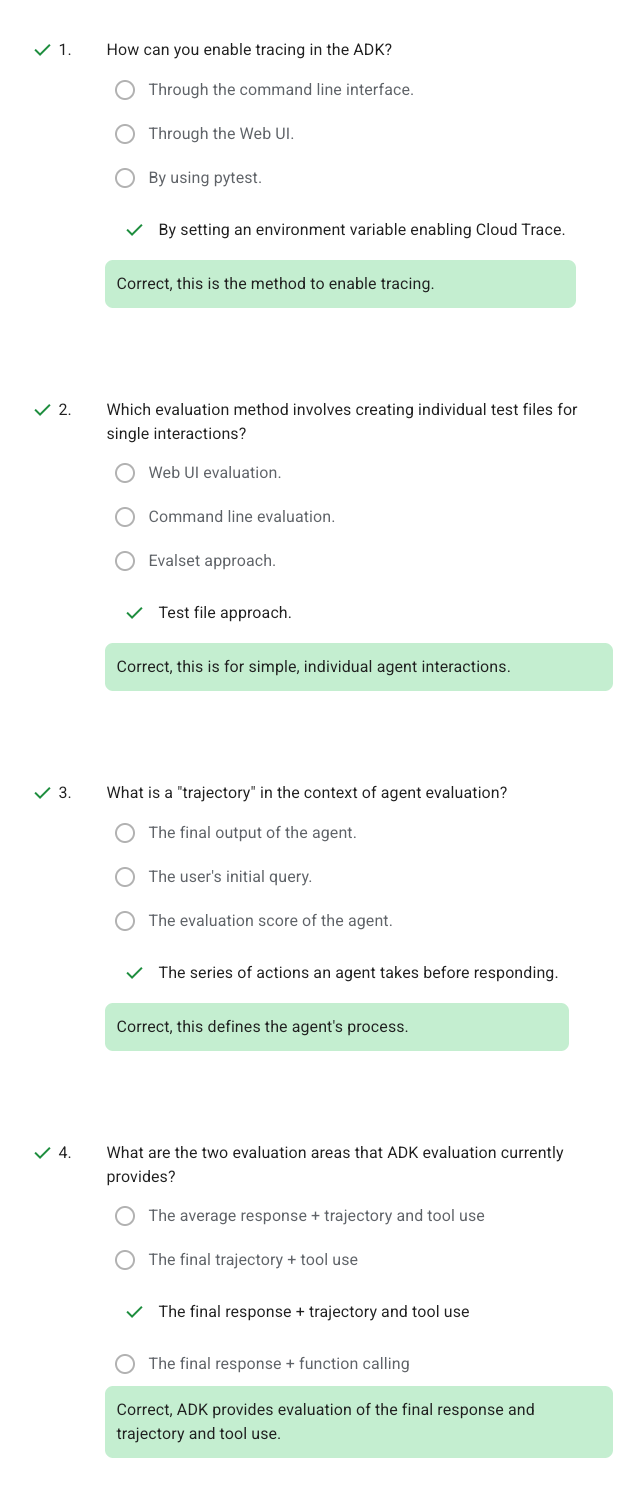 1. How can you enable tracing in the ADK?
Through the command line interface.
Through the Web UI.
By using pytest.
By setting an environment variable enabling Cloud Trace.
Correct, this is the method to enable tracing.
2. Which evaluation method involves creating individual test files for
single interactions?
Web UI evaluation.
Command line evaluation.
Evalset approach.
Test file approach.
Correct, this is for simple, individual agent interactions.
3. What is a "trajectory" in the context of agent evaluation?
The final output of the agent.
The user's initial query.
The evaluation score of the agent.
The series of actions an agent takes before responding.
Correct, this defines the agent's process.
4. What are the two evaluation areas that ADK evaluation currently
provides?
The average response + trajectory and tool use
The final trajectory + tool use
The final response + trajectory and tool use
The final response + function calling
Correct, ADK provides evaluation of the final response and
trajectory and tool use.